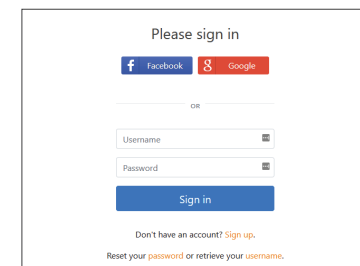 Please sign in
f Facebook g Google
OR
Username
Password
Sign in
Don't have an account? Sign up.
Reset your password or retrieve your username.